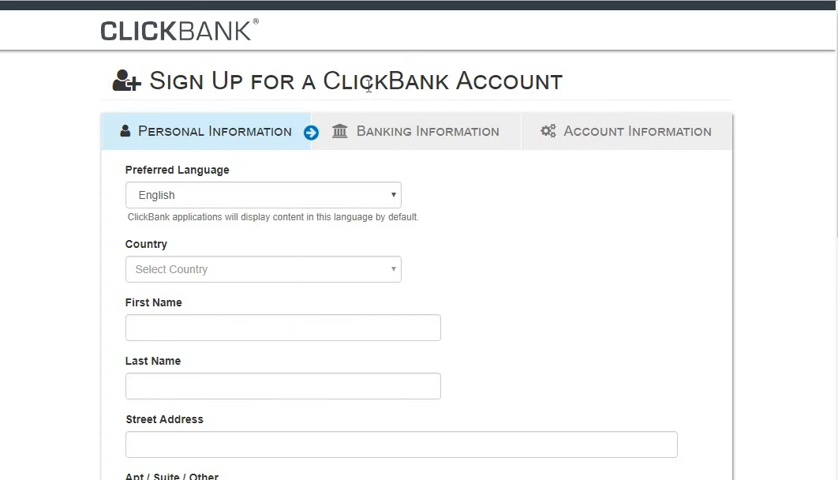 CLICKBANK®
Sign Up for a ClickBank Account
Personal Information
Banking Information
Account Information
Preferred Language
English
ClickBank applications will display content in this language by default.
Country
Select Country
First Name
Last Name
Street Address
Apt / Suite / Other